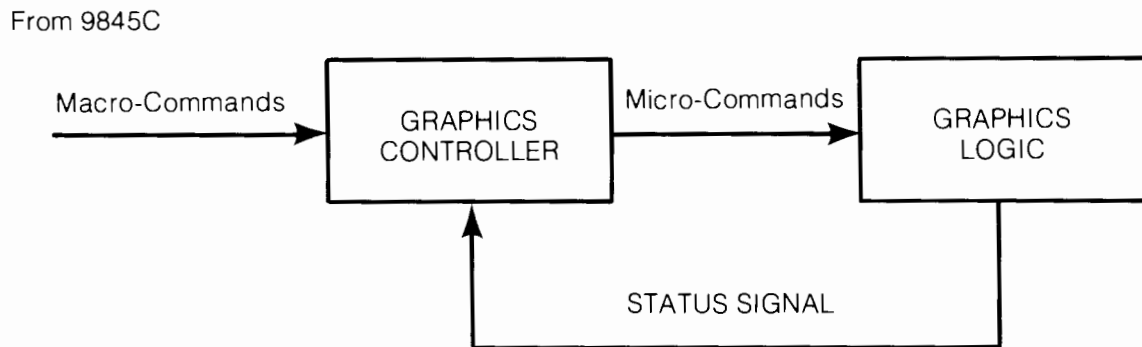 From 9845C
Macro-Commands
GRAPHICS
CONTROLLER
Micro-Commands
GRAPHICS
LOGIC
STATUS SIGNAL